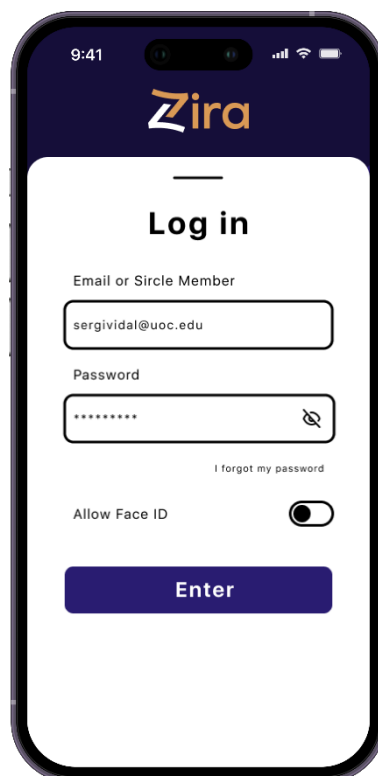 9:41
Zira
Log in
Email or Sircle Member
sergividal@uoc.edu
Password
*********
I forgot my password
Allow Face ID
Enter